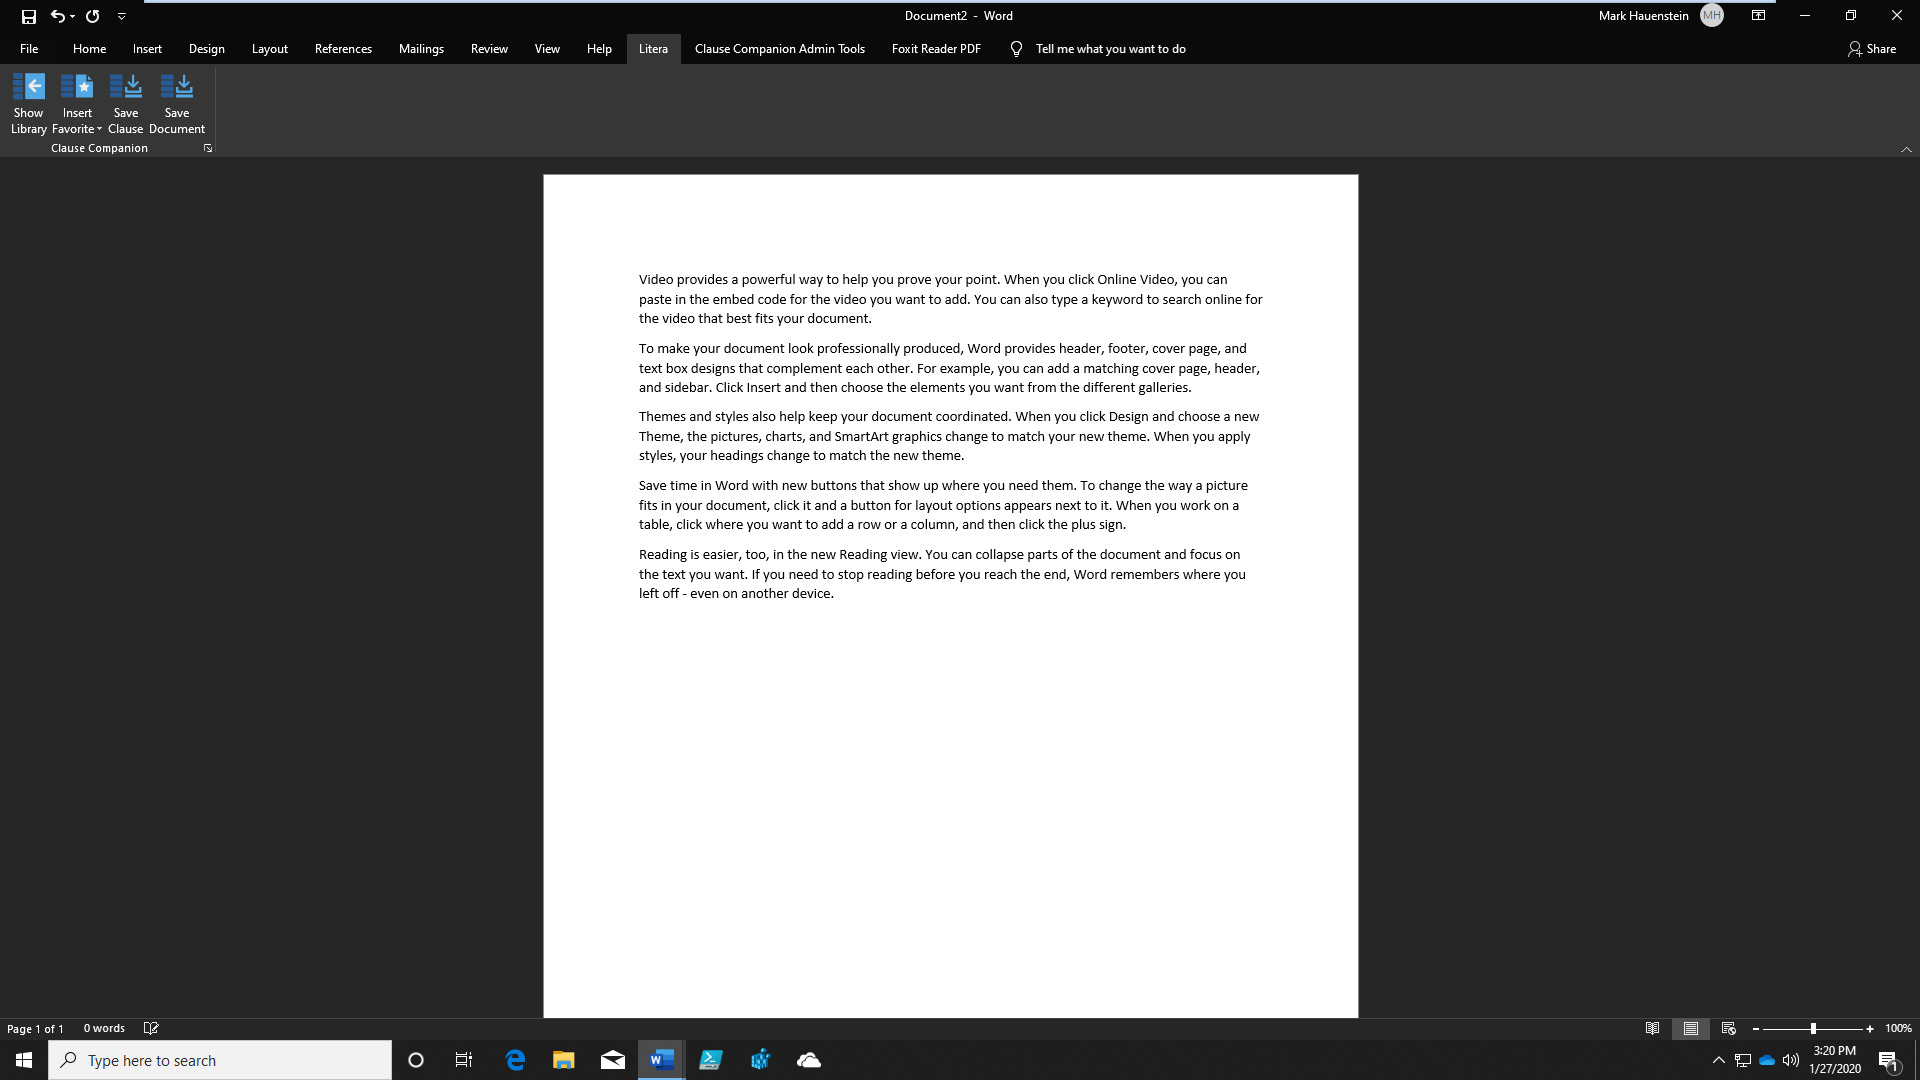 Document2 - Word
Mark Hauenstein MH
File Home Insert Design Layout References Mailings Review View Help Litera Clause Companion Admin Tools Foxit Reader PDF Tell me what you want to do Share
Show Library
Insert Favorite
Save Clause
Save Document
Clause Companion
Video provides a powerful way to help you prove your point. When you click Online Video, you can
paste in the embed code for the video you want to add. You can also type a keyword to search online for
the video that best fits your document.
To make your document look professionally produced, Word provides header, footer, cover page, and
text box designs that complement each other. For example, you can add a matching cover page, header,
and sidebar. Click Insert and then choose the elements you want from the different galleries.
Themes and styles also help keep your document coordinated. When you click Design and choose a new
Theme, the pictures, charts, and SmartArt graphics change to match your new theme. When you apply
styles, your headings change to match the new theme.
Save time in Word with new buttons that show up where you need them. To change the way a picture
fits in your document, click it and a button for layout options appears next to it. When you work on a
table, click where you want to add a row or a column, and then click the plus sign.
Reading is easier, too, in the new Reading view. You can collapse parts of the document and focus on
the text you want. If you need to stop reading before you reach the end, Word remembers where you
left off - even on another device.
Page 1 of 1 0 words 100%
Type here to search
3:20 PM
1/27/2020
1